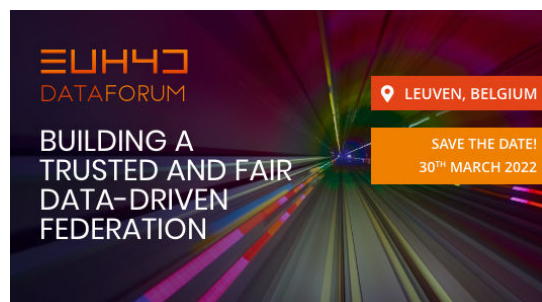 EUH4D
DATAFORUM
BUILDING A
TRUSTED AND FAIR
DATA-DRIVEN
FEDERATION
LEUVEN, BELGIUM
SAVE THE DATE!
30TH MARCH 2022